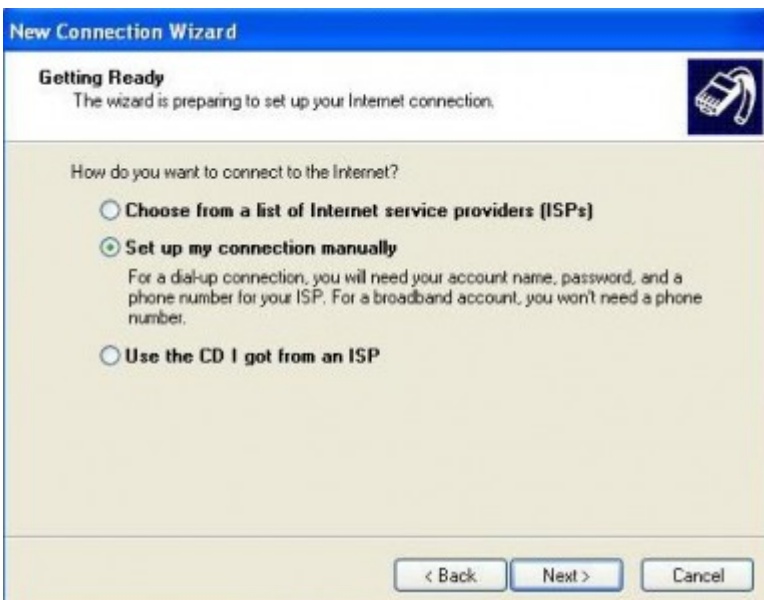 New Connection Wizard
Getting Ready
The wizard is preparing to set up your Internet connection.
How do you want to connect to the Internet?
Choose from a list of Internet service providers (ISPs)
Set up my connection manually
For a dial-up connection, you will need your account name, password, and a
phone number for your ISP. For a broadband account, you won't need a phone
number.
Use the CD I got from an ISP
< Back Next > Cancel